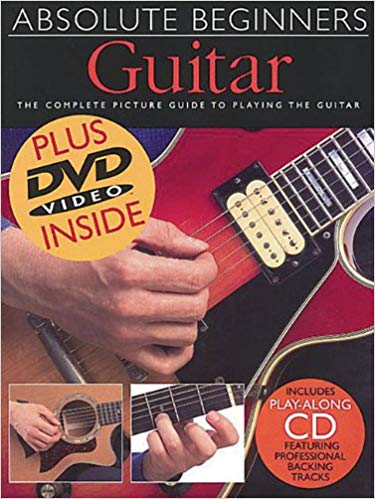 ABSOLUTE BEGINNERS
Guitar
THE COMPLETE PICTURE GUIDE TO PLAYING THE GUITAR
PLUS
DVD
VIDEO
INSIDE
INCLUDES
PLAY-ALONG
CD
FEATURING
PROFESSIONAL
BACKING
TRACKS